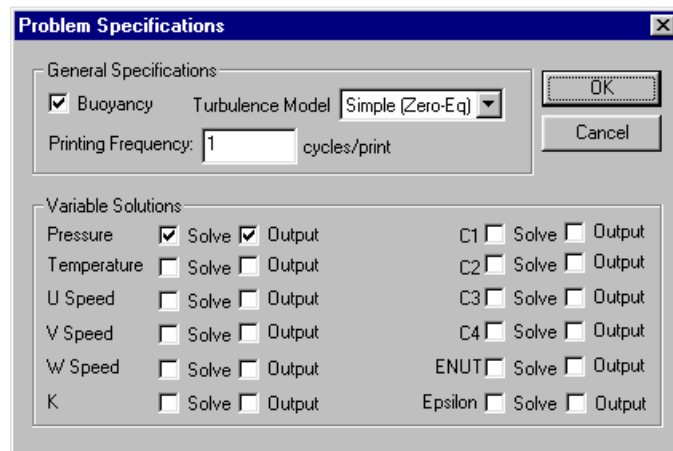 Problem Specifications
General Specifications
Buoyancy Turbulence Model Simple (Zero-Eq)
OK
Printing Frequency: 1 cycles/print
Cancel
Variable Solutions
Pressure Solve Output C1 Solve Output
Temperature Solve Output C2 Solve Output
U Speed Solve Output C3 Solve Output
V Speed Solve Output C4 Solve Output
W Speed Solve Output ENUT Solve Output
K Solve Output Epsilon Solve Output